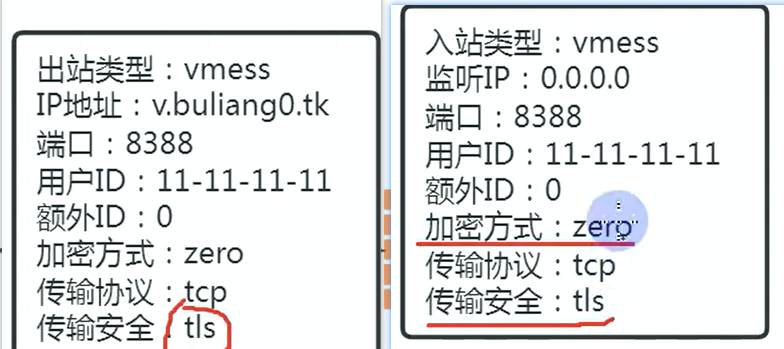 出站类型：vmess
IP地址：v.buliang0.tk
端口：8388
用户ID：11-11-11-11
额外ID：0
加密方式：zero
传输协议：tcp
传输安全：tls
入站类型：vmess
监听IP：0.0.0.0
端口：8388
用户ID：11-11-11-11
额外ID：0
加密方式：zero
传输协议：tcp
传输安全：tls